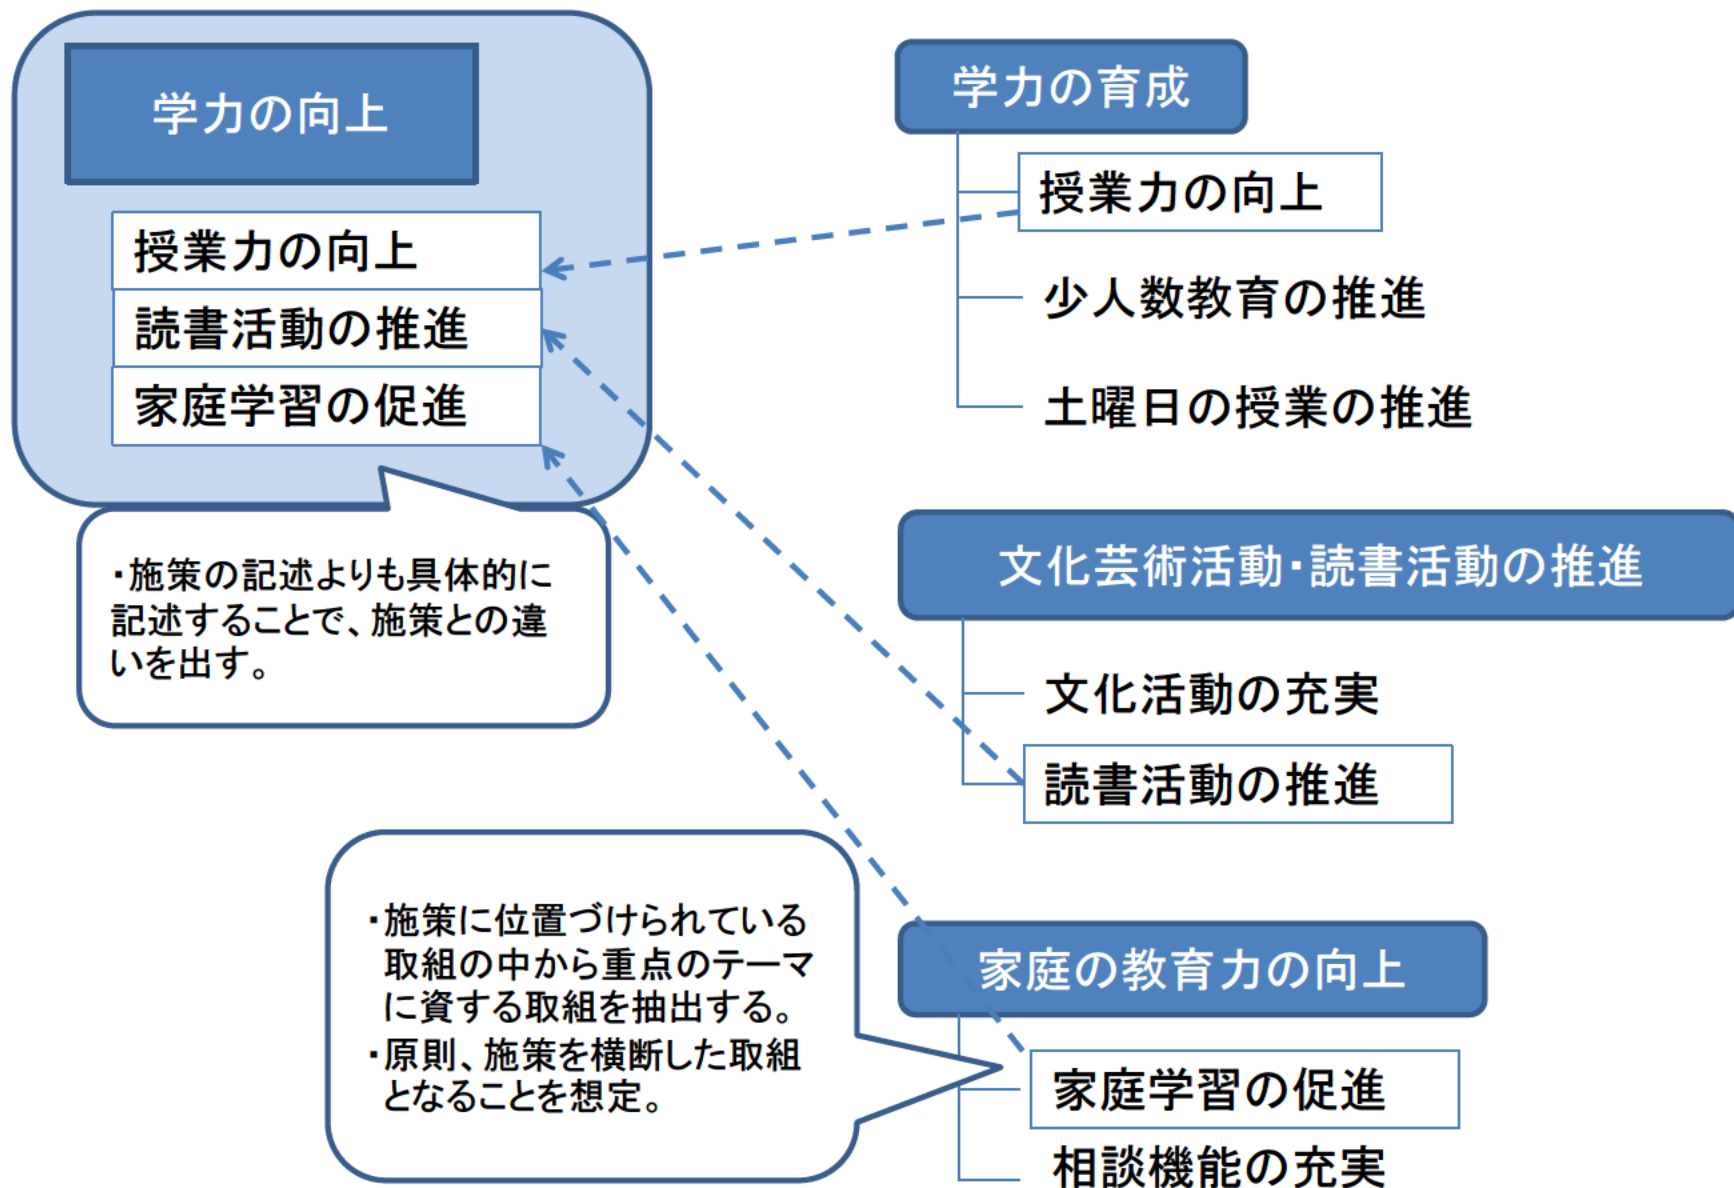 学力の向上
授業力の向上
読書活動の推進
家庭学習の促進
・施策の記述よりも具体的に
記述することで、施策との違
いを出す。
学力の育成
授業力の向上
少人数教育の推進
土曜日の授業の推進
文化芸術活動・読書活動の推進
文化活動の充実
読書活動の推進
・施策に位置づけられている
取組の中から重点のテーマ
に資する取組を抽出する。
・原則、施策を横断した取組
となることを想定。
家庭の教育力の向上
家庭学習の促進
相談機能の充実